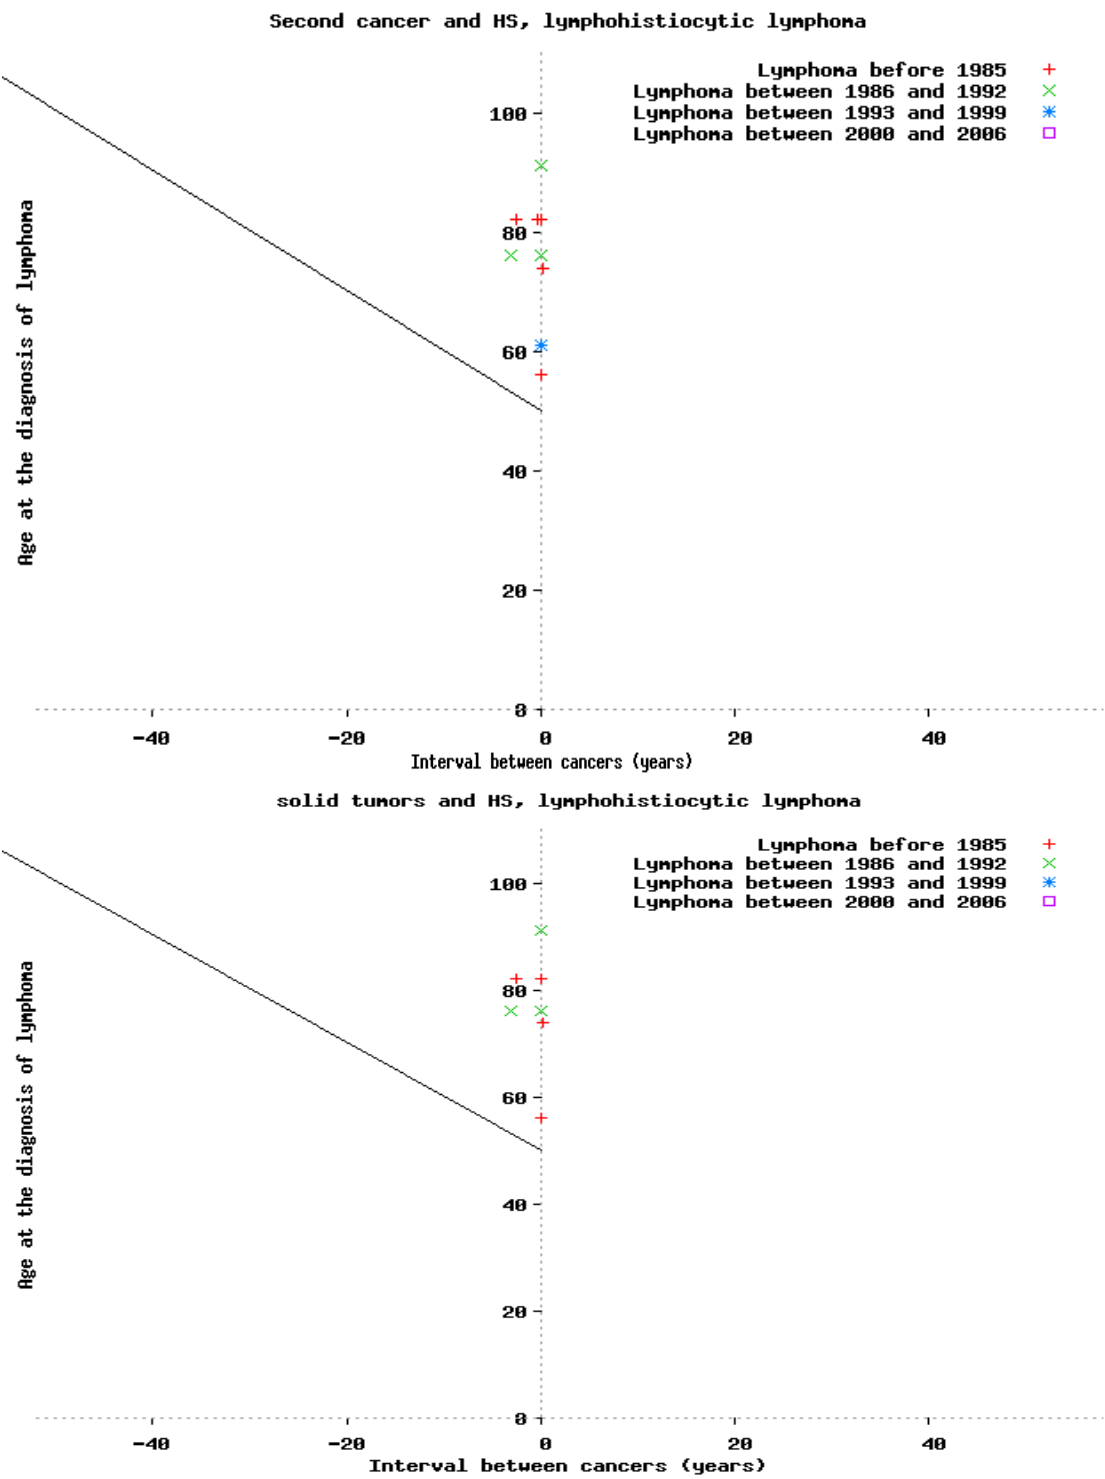 Second cancer and HS, lymphohistiocytic lymphoma
Lymphoma before 1985
Lymphoma between 1986 and 1992
Lymphoma between 1993 and 1999
Lymphoma between 2000 and 2006
Age at the diagnosis of lymphoma
100
80
60
40
20
0
-40 -20 0 20 40
Interval between cancers (years)
solid tumors and HS, lymphohistiocytic lymphoma
Lymphoma before 1985
Lymphoma between 1986 and 1992
Lymphoma between 1993 and 1999
Lymphoma between 2000 and 2006
Age at the diagnosis of lymphoma
100
80
60
40
20
0
-40 -20 0 20 40
Interval between cancers (years)